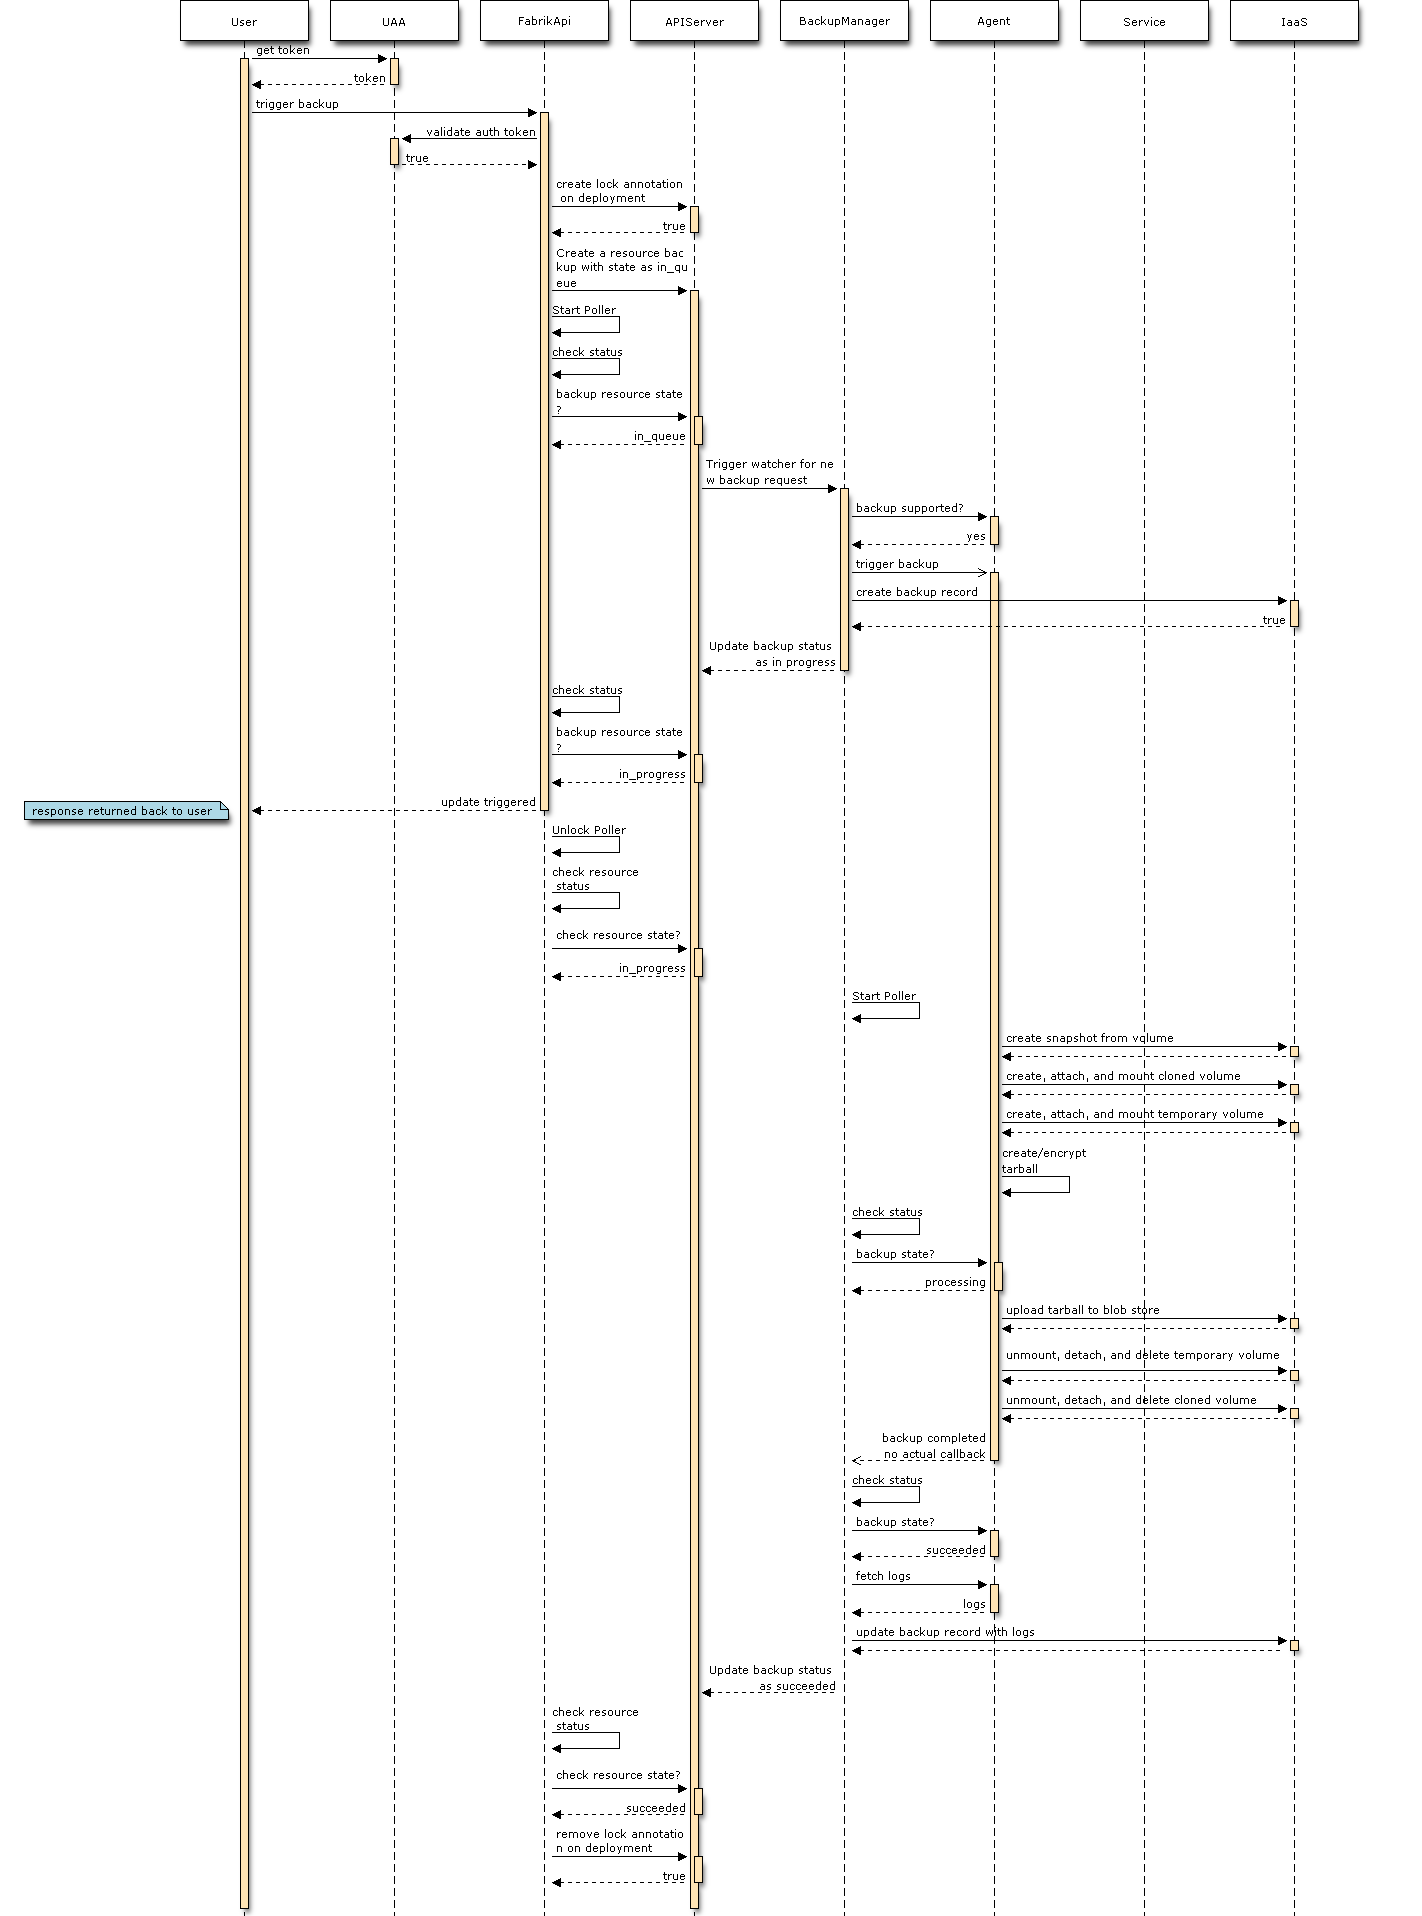 User
UAA
FabrikApi
APIServer
BackupManager
Agent
Service
IaaS
get token
token
trigger backup
validate auth token
true
create lock annotation
on deployment
true
Create a resource bac
kup with state as in_qu
eue
Start Poller
check status
backup resource state
?
in_queue
Trigger watcher for ne
w backup request
backup supported?
yes
trigger backup
create backup record
true
Update backup status
as in progress
check status
backup resource state
?
in_progress
update triggered
response returned back to user
Unlock Poller
check resource
status
check resource state?
in_progress
Start Poller
create snapshot from volume
create, attach, and mount cloned volume
create, attach, and mount temporary volume
create/encrypt
tarball
check status
backup state?
processing
upload tarball to blob store
unmount, detach, and delete temporary volume
unmount, detach, and delete cloned volume
backup completed
no actual callback
check status
backup state?
succeeded
fetch logs
logs
update backup record with logs
Update backup status
as succeeded
check resource
status
check resource state?
succeeded
remove lock annotatio
n on deployment
true